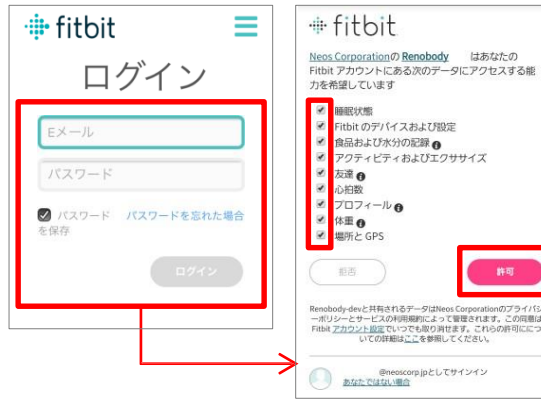 fitbit
ログイン
Eメール
パスワード
パスワード
を保存
パスワードを忘れた場合
ログイン
fitbit
Neos CorporationのRenobody はあなたの
Fitbit アカウントにある次のデータにアクセスする能
力を希望しています
睡眠状態
Fitbit のデバイスおよび設定
食品および水分の記録
アクティビティおよびエクササイズ
友達
心拍数
プロフィール
体重
場所と GPS
拒否
許可
Renobody-devと共有されるデータはNeos Corporationのプライバシ
ーポリシーとサービスの利用規約によって管理されます。この同意は
Fitbit アカウント設定でいつでも取り消せます。これらの許可につ
いての詳細はここを参照してください。
@neoscorp.jpとしてサインイン
あなたではない場合